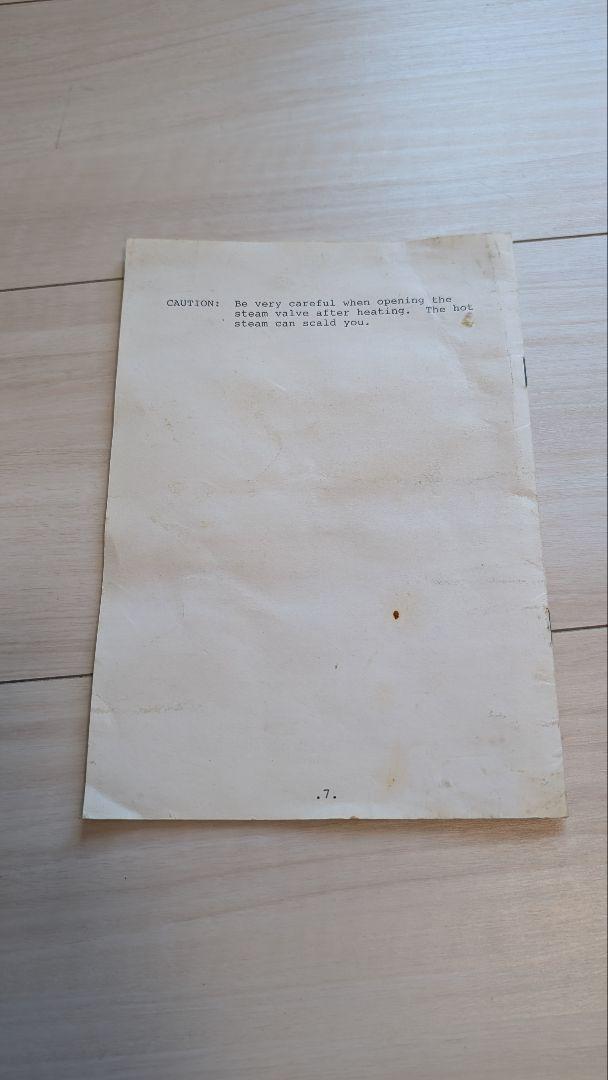 CAUTION: Be very careful when opening the
steam valve after heating. The hot
steam can scald you.
.7.